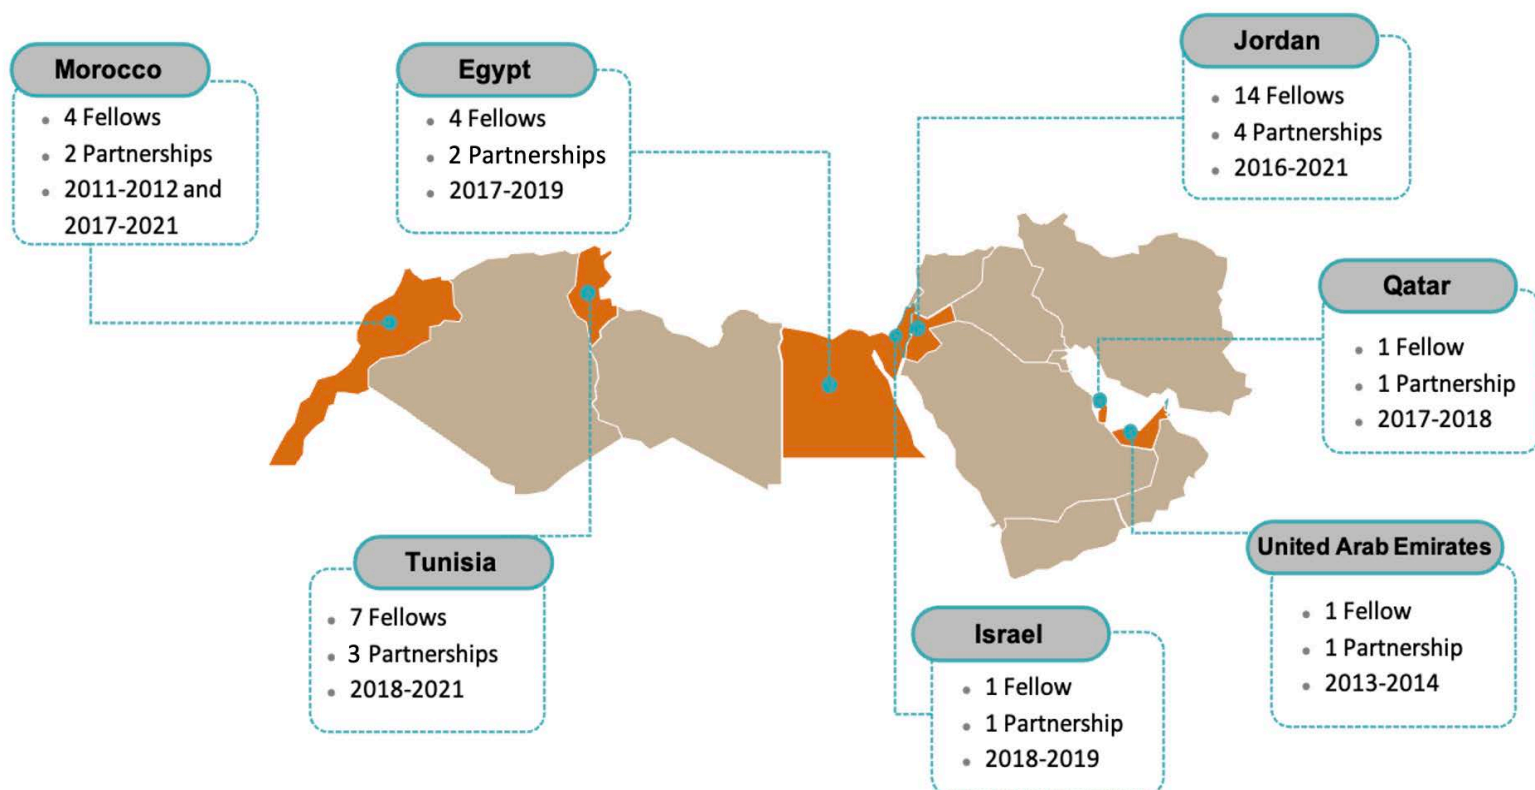 Morocco
4 Fellows
2 Partnerships
2011-2012 and
2017-2021
Egypt
4 Fellows
2 Partnerships
2017-2019
Jordan
14 Fellows
4 Partnerships
2016-2021
Qatar
1 Fellow
1 Partnership
2017-2018
Tunisia
7 Fellows
3 Partnerships
2018-2021
Israel
1 Fellow
1 Partnership
2018-2019
United Arab Emirates
1 Fellow
1 Partnership
2013-2014